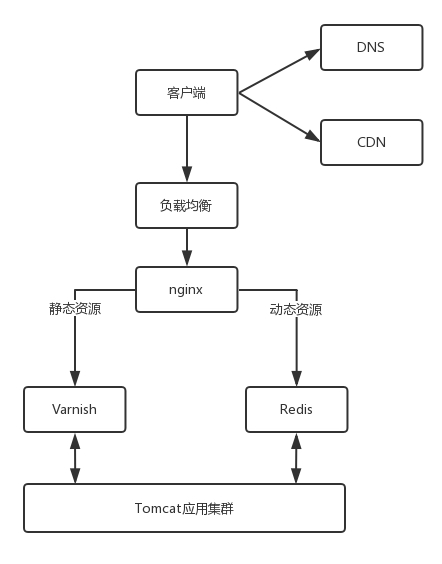 DNS
客户端
CDN
负载均衡
nginx
静态资源
动态资源
Varnish
Redis
Tomcat应用集群